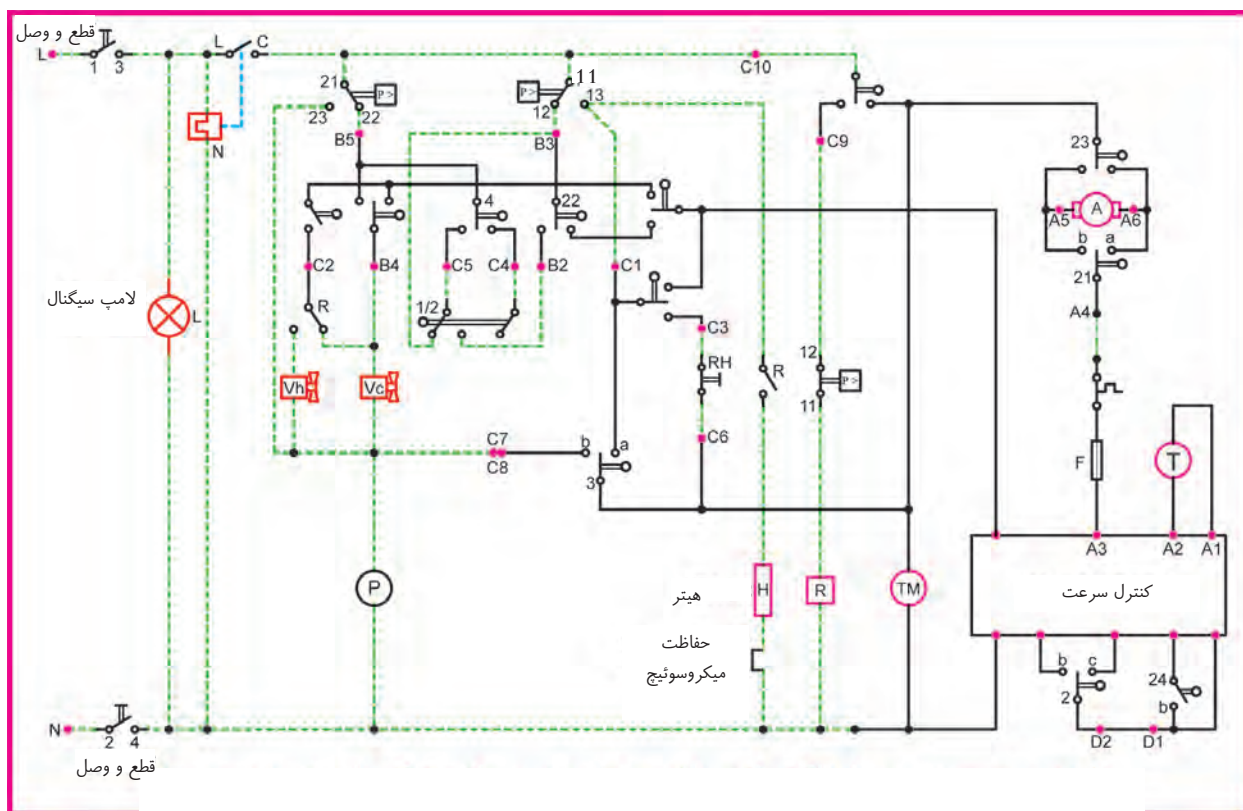 قطع و وصل
L
1 3
L C
21
P>
23 22
11
P>
12 13
C10
N
B5
B3
C9
23
4
22
A
A5 A6
b a
21
A4
C2 B4 C5 C4 B2 C1
R
1/2
لامپ سیگنال
L
C3
RH
R
12
P>
11
Vh Vc
C6
C7
C8
b a
3
F
T
A3 A2 A1
P
H
هیتر
R
TM
کنترل سرعت
حفاظت
میکروسوئیچ
b c
2
24
b
N
2 4
D2 D1
قطع و وصل